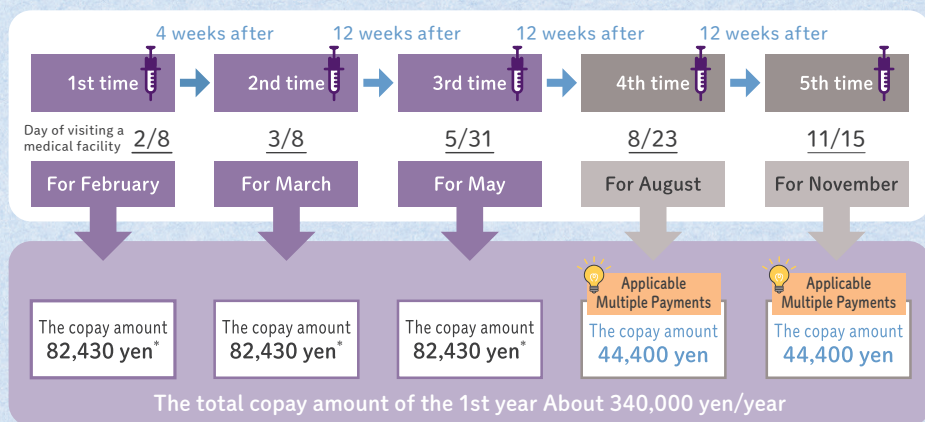 4 weeks after
12 weeks after
12 weeks after
12 weeks after
1st time
2nd time
3rd time
4th time
5th time
Day of visiting a
medical facility
2/8
3/8
5/31
8/23
11/15
For February
For March
For May
For August
For November
Applicable
Multiple Payments
Applicable
Multiple Payments
The copay amount
82,430 yen*
The copay amount
82,430 yen*
The copay amount
82,430 yen*
The copay amount
44,400 yen
The copay amount
44,400 yen
The total copay amount of the 1st year About 340,000 yen/year